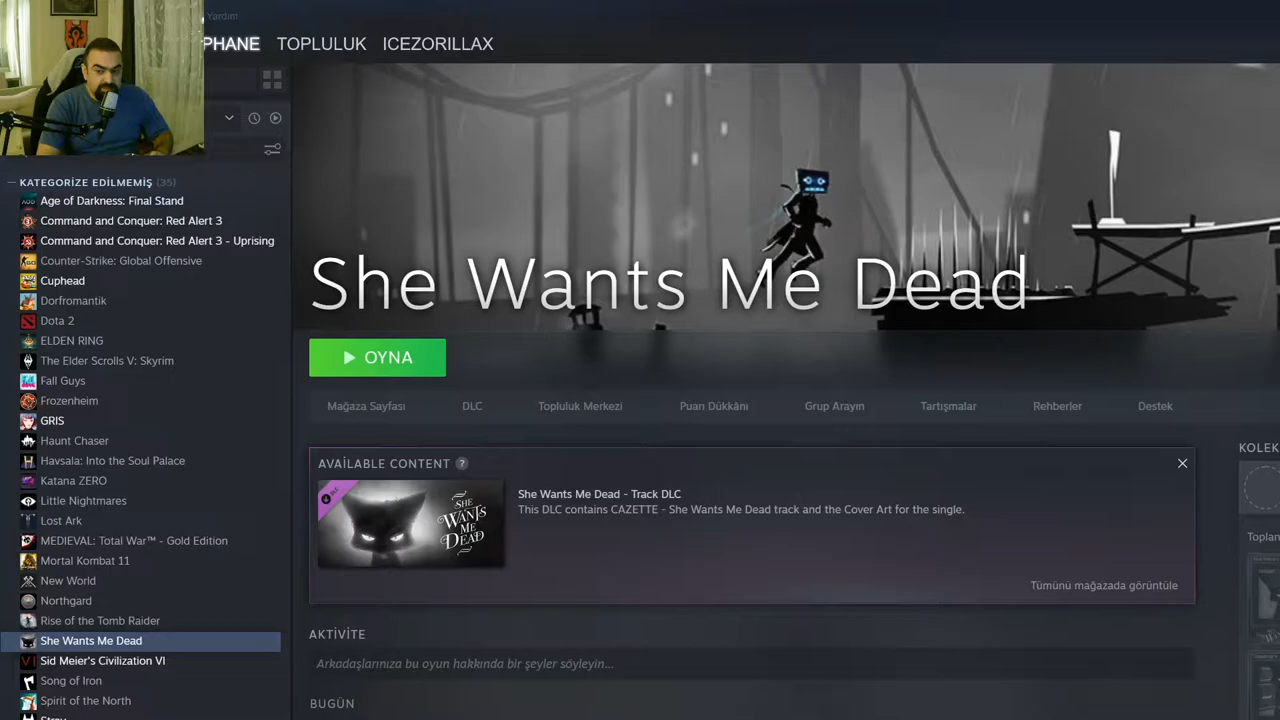 Yardım
PHANE TOPLULUK ICEZORILLAX
KATEGORİZE EDİLMEMİŞ (35)
Age of Darkness: Final Stand
Command and Conquer: Red Alert 3
Command and Conquer: Red Alert 3 - Uprising
Counter-Strike: Global Offensive
Cuphead
Dorfromantik
Dota 2
ELDEN RING
The Elder Scrolls V: Skyrim
Fall Guys
Frozenheim
GRIS
Haunt Chaser
Havsala: Into the Soul Palace
Katana ZERO
Little Nightmares
Lost Ark
MEDIEVAL: Total War™ - Gold Edition
Mortal Kombat 11
New World
Northgard
Rise of the Tomb Raider
She Wants Me Dead
Sid Meier's Civilization VI
Song of Iron
Spirit of the North
Stray
She Wants Me Dead
OYNA
Mağaza Sayfası DLC Topluluk Merkezi Puan Dükkânı Grup Arayın Tartışmalar Rehberler Destek
AVAİLABLE CONTENT ?
DLC
SHE WANTS ME DEAD
She Wants Me Dead - Track DLC
This DLC contains CAZETTE - She Wants Me Dead track and the Cover Art for the single.
Tümünü mağazada görüntüle
AKTİVİTE
Arkadaşlarınıza bu oyun hakkında bir şeyler söyleyin...
BUGÜN
KOLEK
Toplan